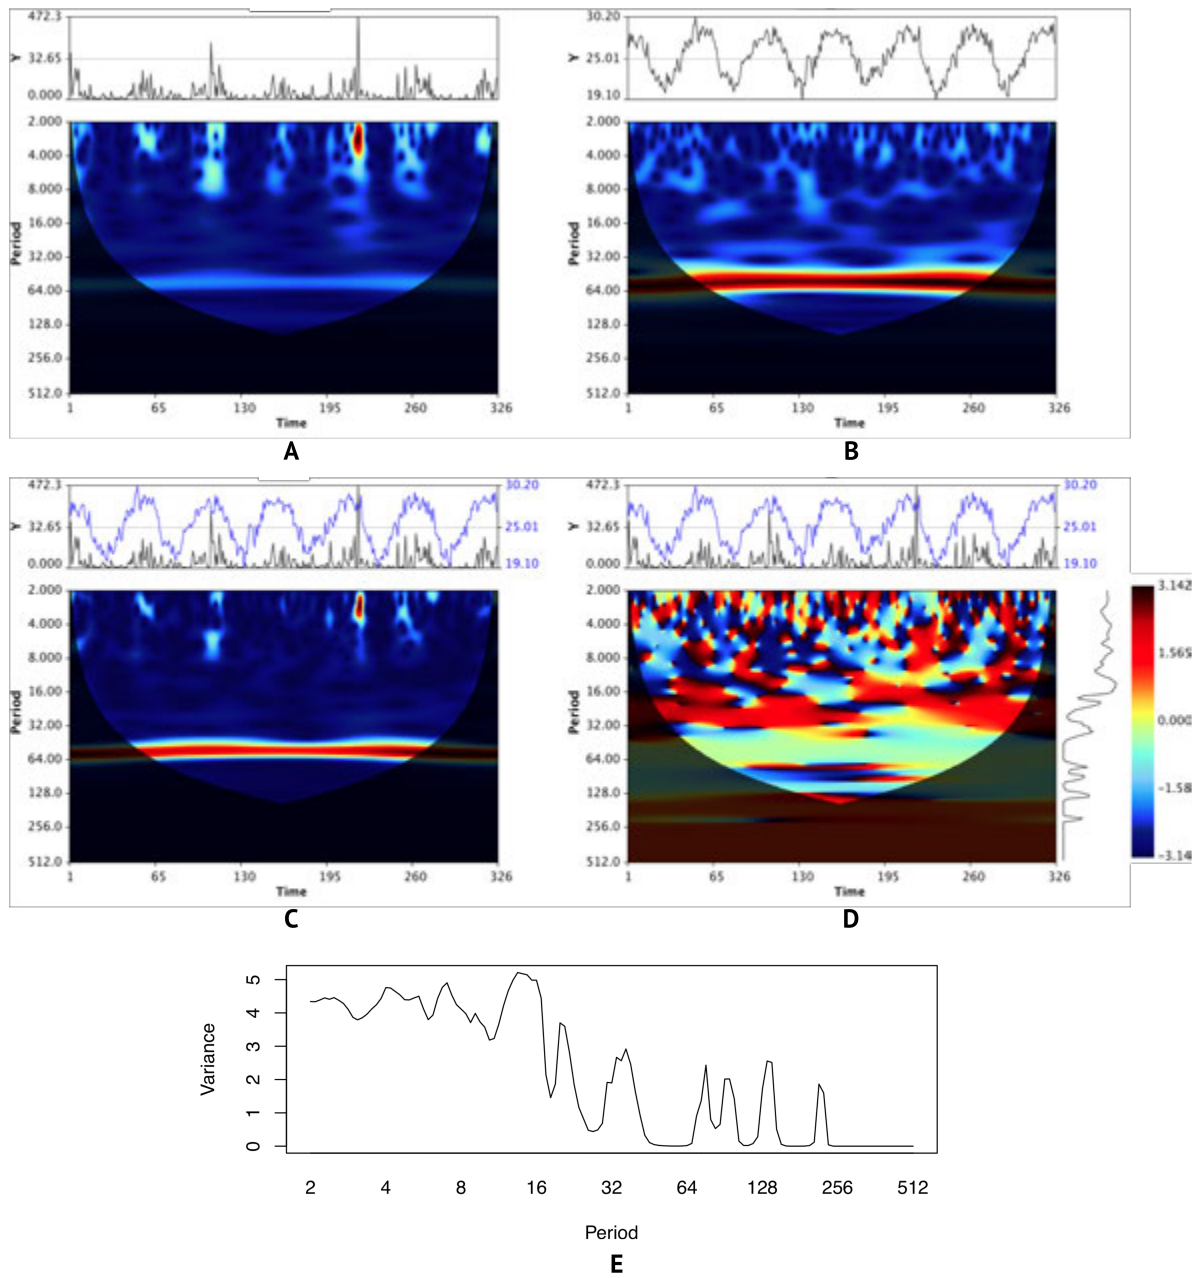 472.3
Y
32.65
0.000
2.000
4.000
8.000
16.00
Period
32.00
64.00
128.0
256.0
512.0
1 65 130 195 260 326
Time
A
30.20
Y
25.01
19.10
2.000
4.000
8.000
16.00
Period
32.00
64.00
128.0
256.0
512.0
1 65 130 195 260 326
Time
B
472.3 30.20
Y
32.65 25.01
0.000 19.10
2.000
4.000
8.000
16.00
Period
32.00
64.00
128.0
256.0
512.0
1 65 130 195 260 326
Time
C
472.3 30.20
Y
32.65 25.01
0.000 19.10
2.000
4.000
8.000
16.00
Period
32.00
64.00
128.0
256.0
512.0
1 65 130 195 260 326
Time
D
3.142
1.565
0.000
-1.58
-3.14
5
4
3
2
1
0
Variance
2 4 8 16 32 64 128 256 512
Period
E